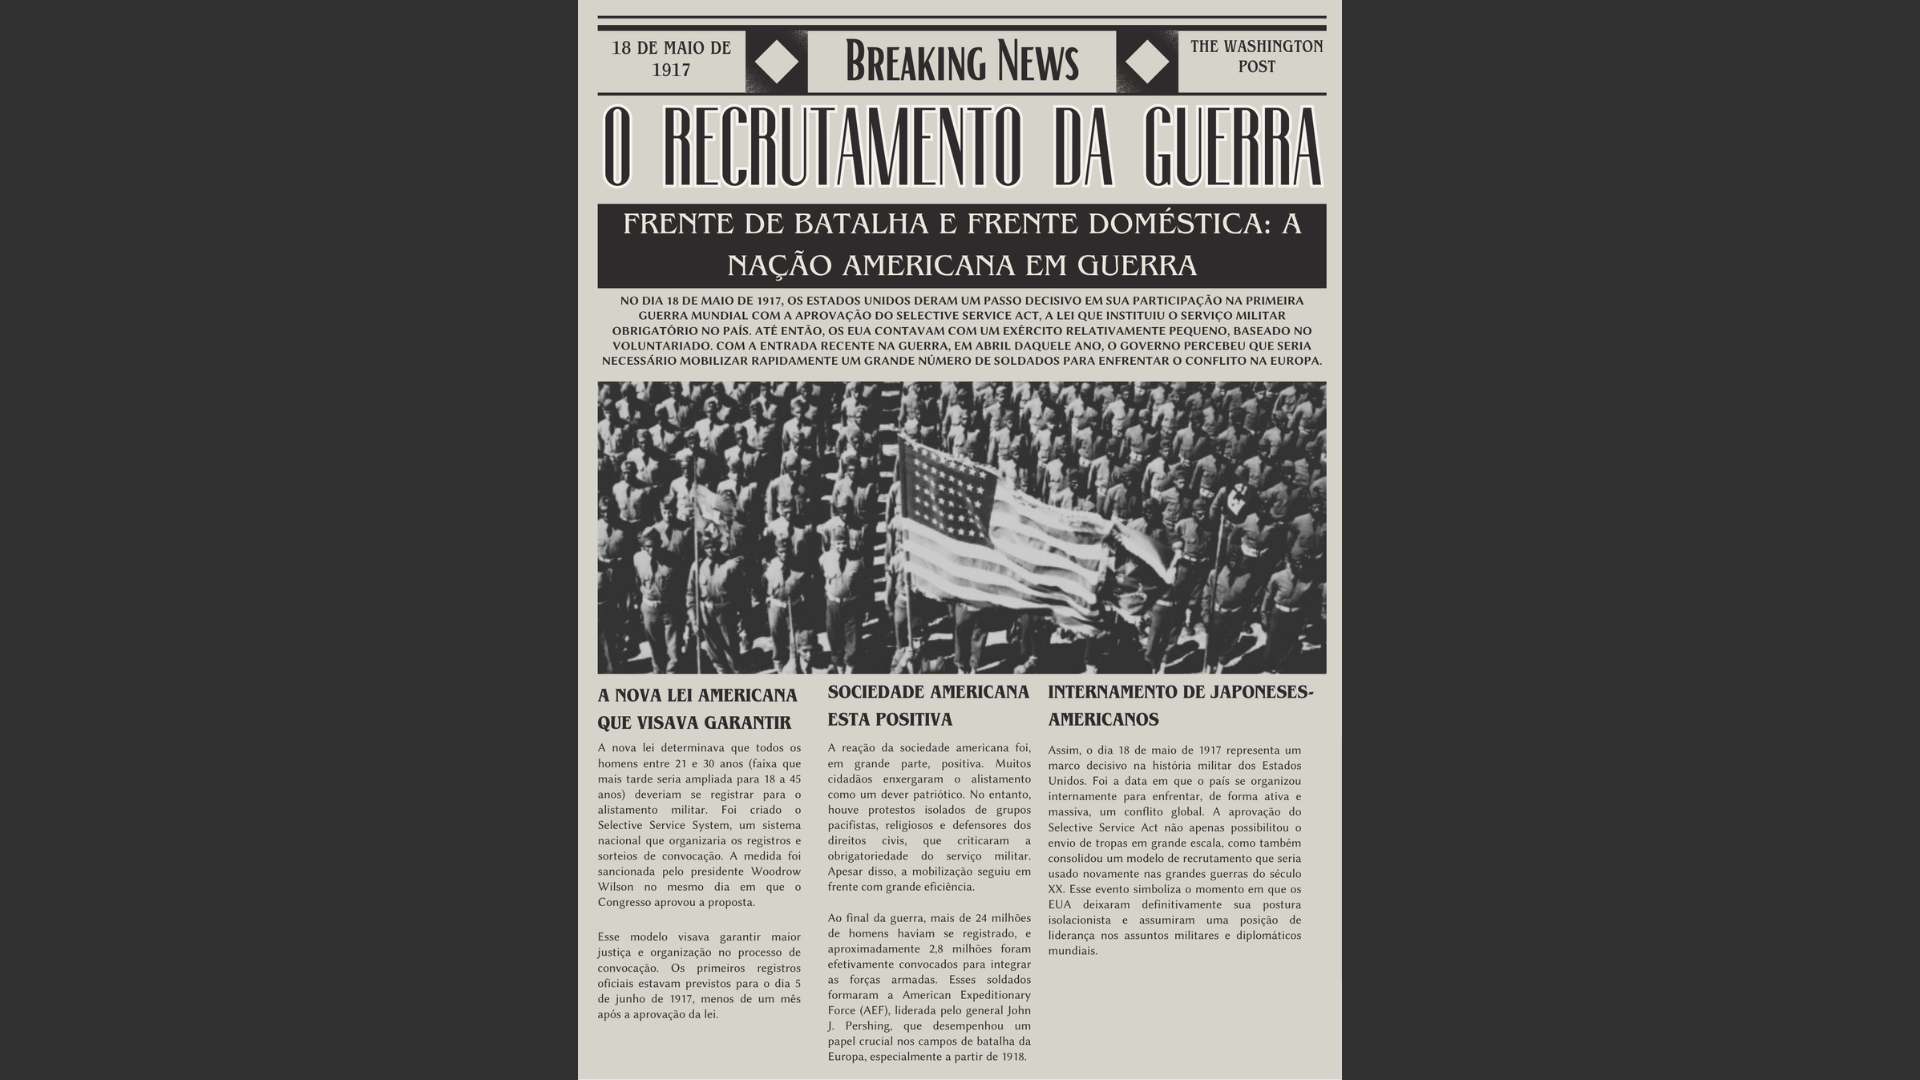 18 DE MAIO DE
1917
BREAKING NEWS
THE WASHINGTON
POST
O RECRUTAMENTO DA GUERRA
FRENTE DE BATALHA E FRENTE DOMÉSTICA: A
NAÇÃO AMERICANA EM GUERRA
NO DIA 18 DE MAIO DE 1917, OS ESTADOS UNIDOS DERAM UM PASSO DECISIVO EM SUA PARTICIPAÇÃO NA PRIMEIRA
GUERRA MUNDIAL COM A APROVAÇÃO DO SELECTIVE SERVICE ACT, A LEI QUE INSTITUIU O SERVIÇO MILITAR
OBRIGATÓRIO NO PAÍS. ATÉ ENTÃO, OS EUA CONTAVAM COM UM EXÉRCITO RELATIVAMENTE PEQUENO, BASEADO NO
VOLUNTARIADO. COM A ENTRADA RECENTE NA GUERRA, EM ABRIL DAQUELE ANO, O GOVERNO PERCEBEU QUE SERIA
NECESSÁRIO MOBILIZAR RAPIDAMENTE UM GRANDE NÚMERO DE SOLDADOS PARA ENFRENTAR O CONFLITO NA EUROPA.
A NOVA LEI AMERICANA
QUE VISAVA GARANTIR
A nova lei determinava que todos os
homens entre 21 e 30 anos (faixa que
mais tarde seria ampliada para 18 a 45
anos) deveriam se registrar para o
alistamento militar. Foi criado o
Selective Service System, um sistema
nacional que organizaria os registros e
sorteios de convocação. A medida foi
sancionada pelo presidente Woodrow
Wilson no mesmo dia em que o
Congresso aprovou a proposta.
Esse modelo visava garantir maior
justiça e organização no processo de
convocação. Os primeiros registros
oficiais estavam previstos para o dia 5
de junho de 1917, menos de um mês
após a aprovação da lei.
SOCIEDADE AMERICANA
ESTA POSITIVA
A reação da sociedade americana foi,
em grande parte, positiva. Muitos
cidadãos enxergaram o alistamento
como um dever patriótico. No entanto,
houve protestos isolados de grupos
pacifistas, religiosos e defensores dos
direitos civis, que criticaram a
obrigatoriedade do serviço militar.
Apesar disso, a mobilização seguiu em
frente com grande eficiência.
Ao final da guerra, mais de 24 milhões
de homens haviam se registrado, e
aproximadamente 2,8 milhões foram
efetivamente convocados para integrar
as forças armadas. Esses soldados
formaram a American Expeditionary
Force (AEF), liderada pelo general John
J. Pershing, que desempenhou um
papel crucial nos campos de batalha da
Europa, especialmente a partir de 1918.
INTERNAMENTO DE JAPONESES-
AMERICANOS
Assim, o dia 18 de maio de 1917 representa um
marco decisivo na história militar dos Estados
Unidos. Foi a data em que o país se organizou
internamente para enfrentar, de forma ativa e
massiva, um conflito global. A aprovação do
Selective Service Act não apenas possibilitou o
envio de tropas em grande escala, como também
consolidou um modelo de recrutamento que seria
usado novamente nas grandes guerras do século
XX. Esse evento simboliza o momento em que os
EUA deixaram definitivamente sua postura
isolacionista e assumiram uma posição de
liderança nos assuntos militares e diplomáticos
mundiais.